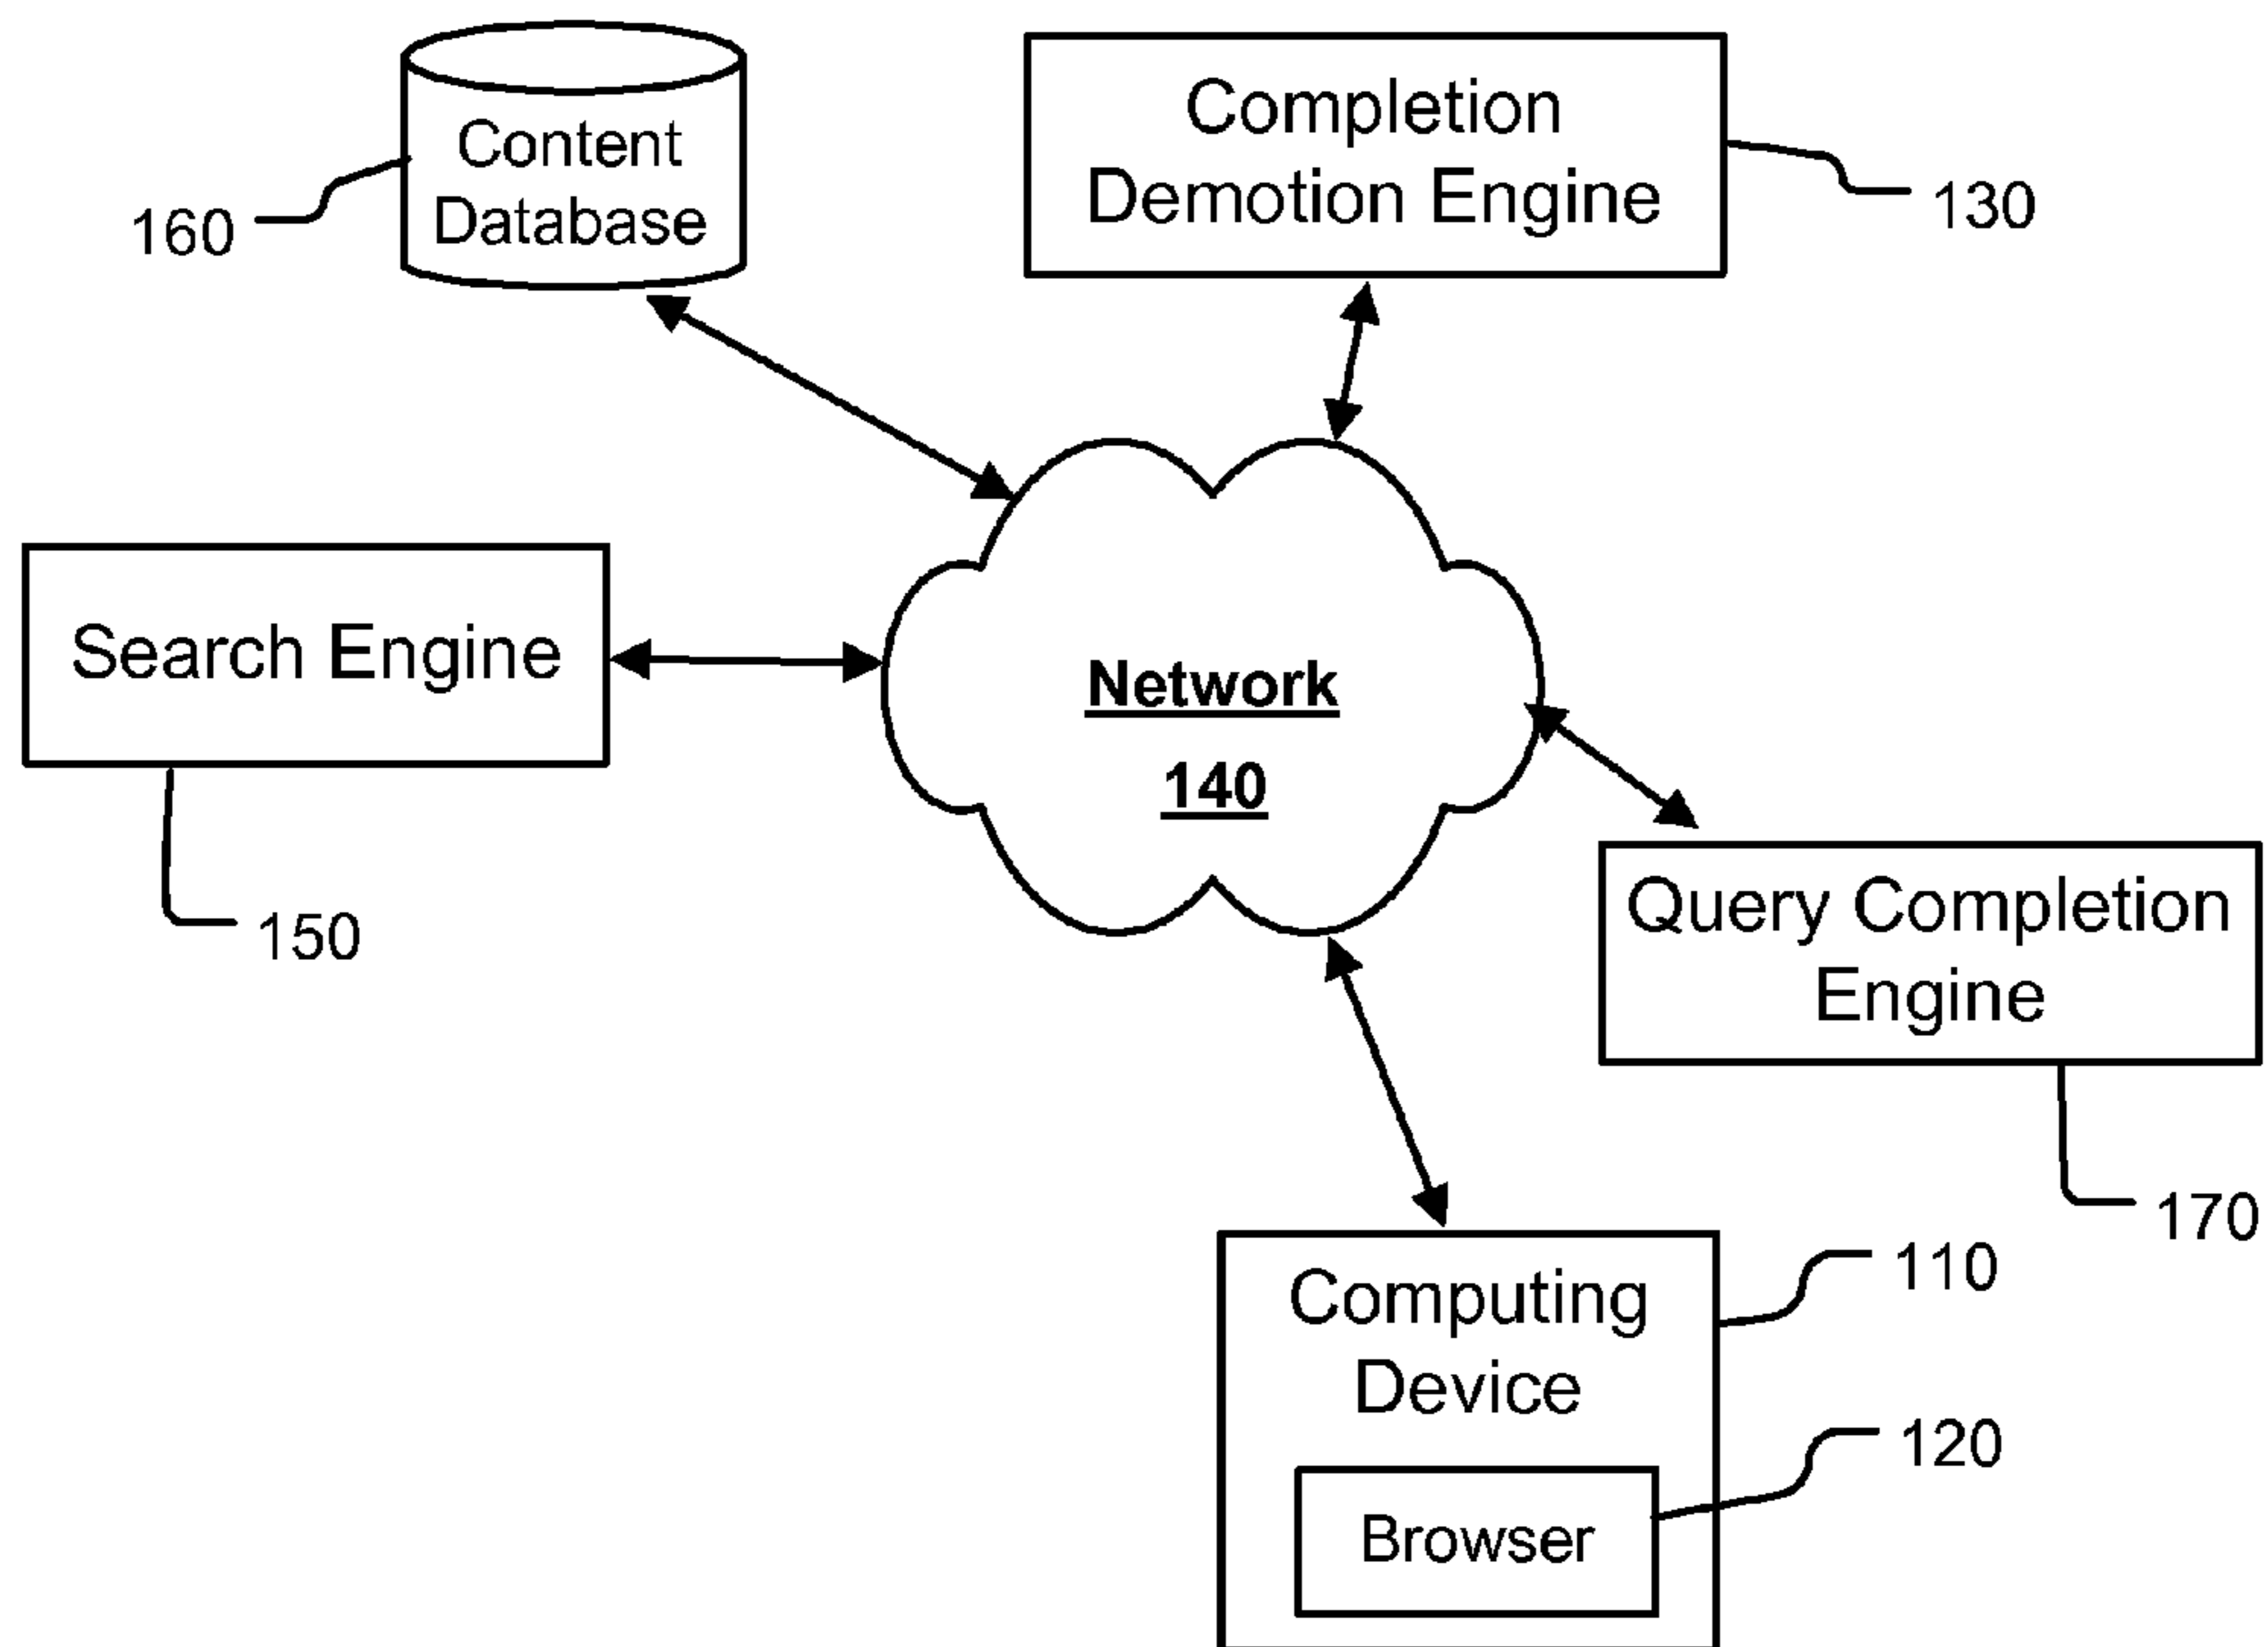 Content
Database
160
Completion
Demotion Engine
130
Search Engine
150
Network
140
Query Completion
Engine
170
Computing
Device
110
120
Browser